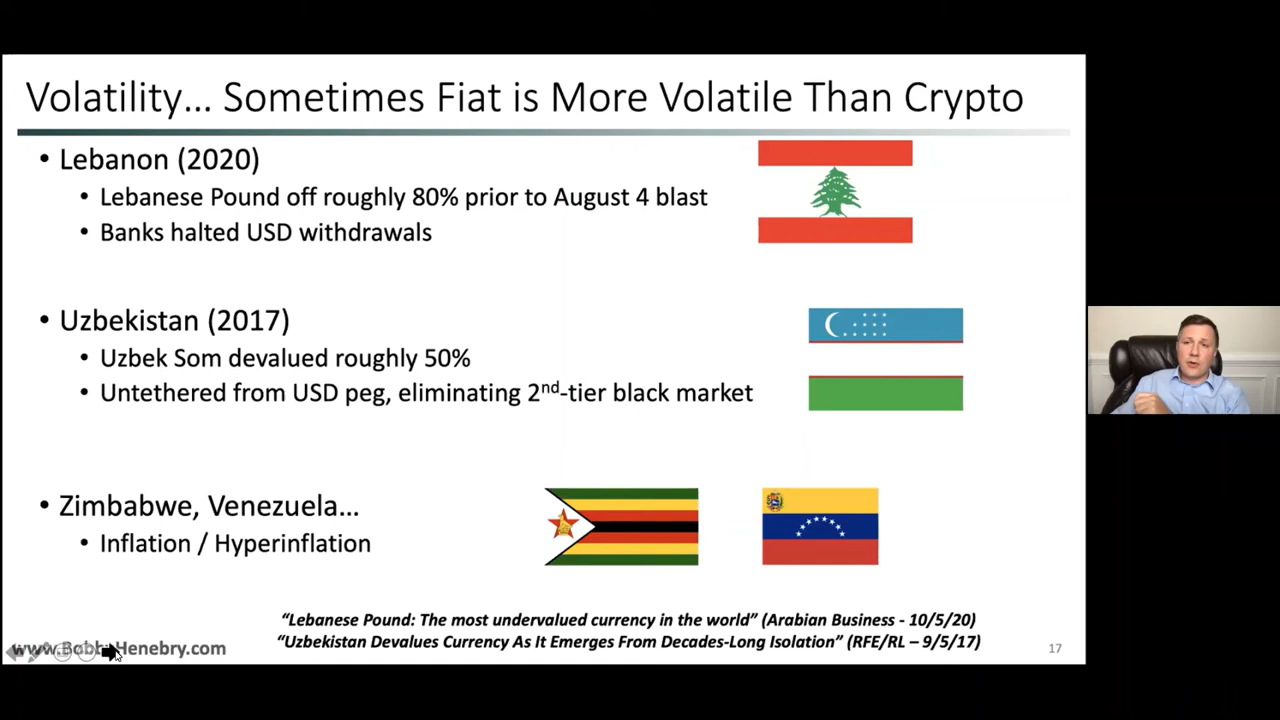 Volatility... Sometimes Fiat is More Volatile Than Crypto
• Lebanon (2020)
• Lebanese Pound off roughly 80% prior to August 4 blast
• Banks halted USD withdrawals
• Uzbekistan (2017)
• Uzbek Som devalued roughly 50%
• Untethered from USD peg, eliminating 2nd-tier black market
• Zimbabwe, Venezuela...
• Inflation / Hyperinflation
“Lebanese Pound: The most undervalued currency in the world” (Arabian Business - 10/5/20)
“Uzbekistan Devalues Currency As It Emerges From Decades-Long Isolation” (RFE/RL – 9/5/17)
www.BobbyHenebry.com
17